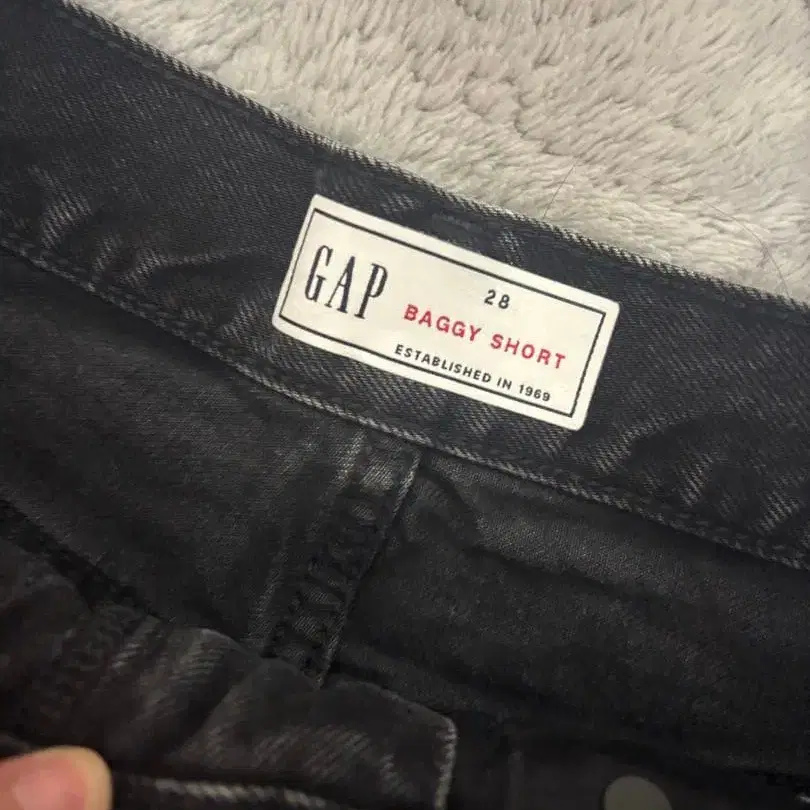 GAP
28
BAGGY SHORT
ESTABLISHED IN 1969